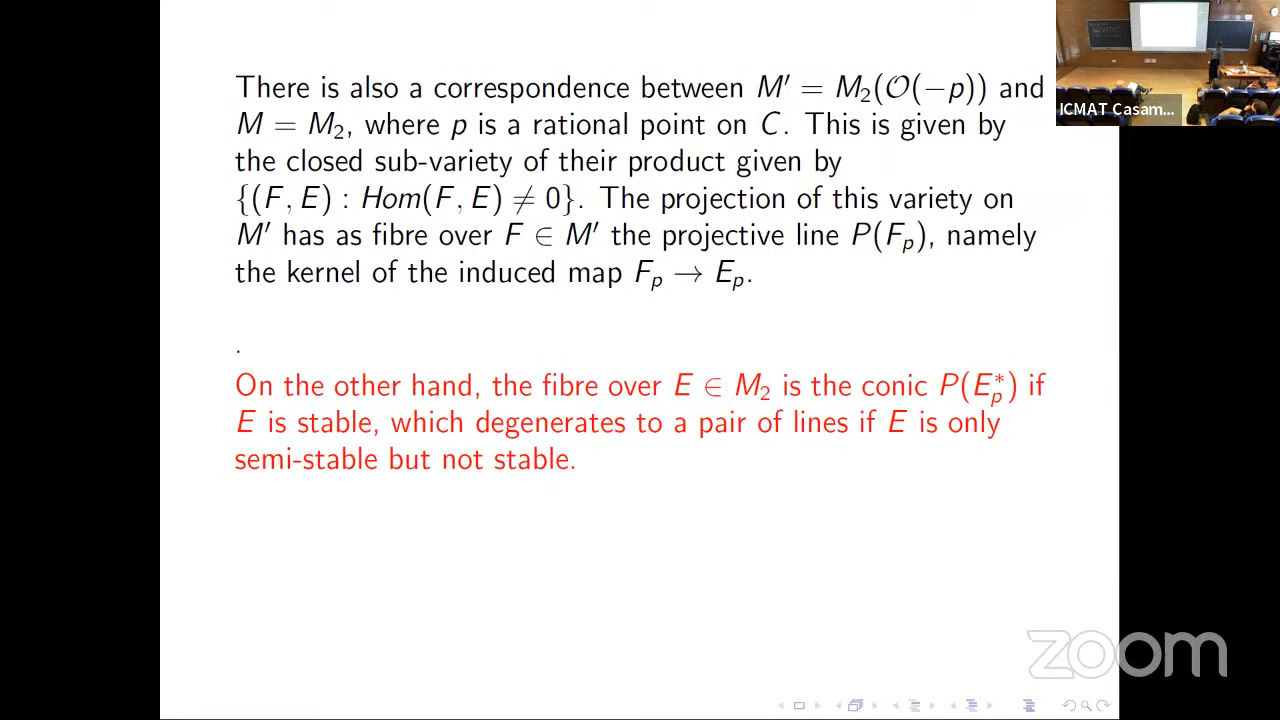 There is also a correspondence between M′ = M₂(𝒪(−p)) and
M = M₂, where p is a rational point on C. This is given by
the closed sub-variety of their product given by
{(F, E) : Hom(F, E) ≠ 0}. The projection of this variety on
M′ has as fibre over F ∈ M′ the projective line P(Fₚ), namely
the kernel of the induced map Fₚ → Eₚ.
.
On the other hand, the fibre over E ∈ M₂ is the conic P(E*ₚ) if
E is stable, which degenerates to a pair of lines if E is only
semi-stable but not stable.
ICMAT Casam...
zoom